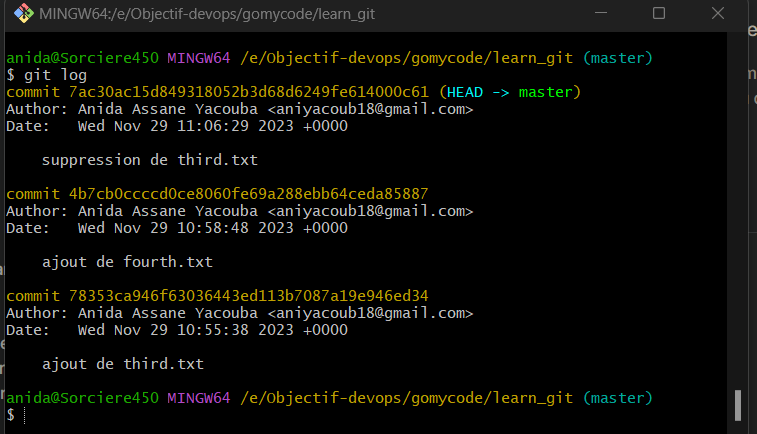 MINGW64:/e/Objectif-devops/gomycode/learn_git
anida@Sorciere450 MINGW64 /e/Objectif-devops/gomycode/learn_git (master)
$ git log
commit 7ac30ac15d849318052b3d68d6249fe614000c61 (HEAD -> master)
Author: Anida Assane Yacouba <aniyacoub18@gmail.com>
Date:   Wed Nov 29 11:06:29 2023 +0000
suppression de third.txt
commit 4b7cb0ccccd0ce8060fe69a288ebb64ceda85887
Author: Anida Assane Yacouba <aniyacoub18@gmail.com>
Date:   Wed Nov 29 10:58:48 2023 +0000
ajout de fourth.txt
commit 78353ca946f63036443ed113b7087a19e946ed34
Author: Anida Assane Yacouba <aniyacoub18@gmail.com>
Date:   Wed Nov 29 10:55:38 2023 +0000
ajout de third.txt
anida@Sorciere450 MINGW64 /e/Objectif-devops/gomycode/learn_git (master)
$